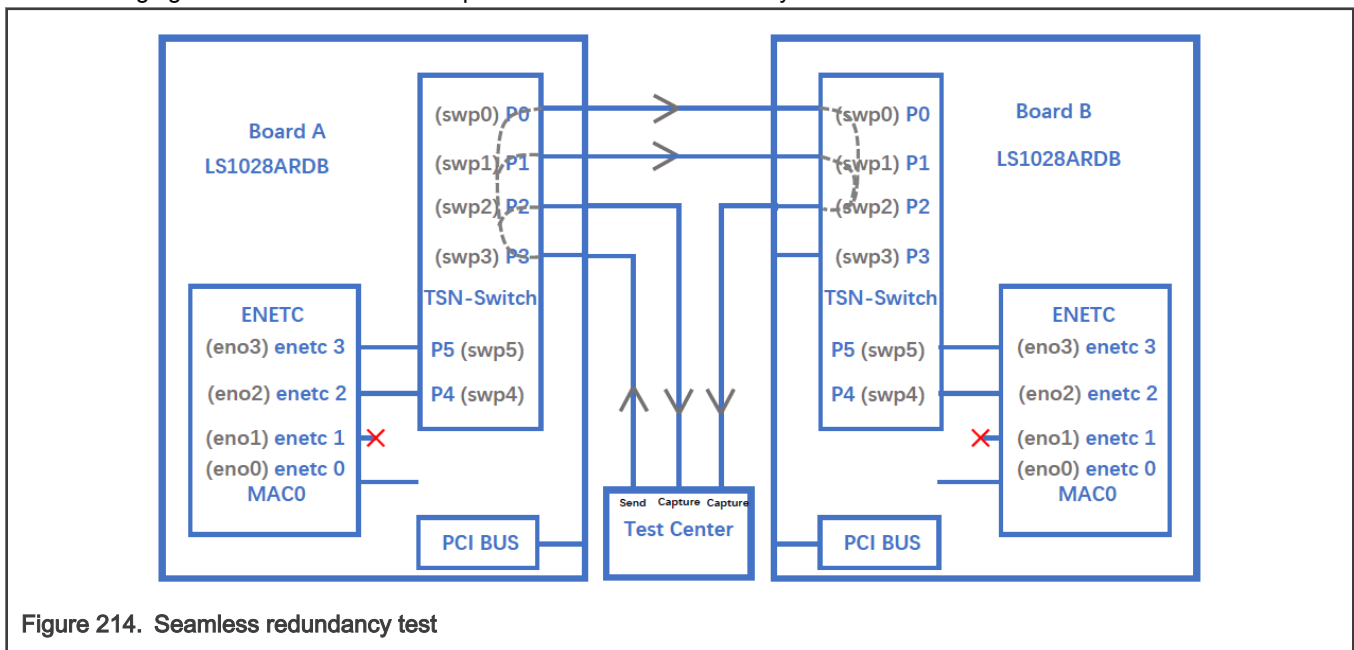 Board A
LS1028ARDB
(swp0) P0
(swp1) P1
(swp2) P2
(swp3) P3
TSN-Switch
P5 (swp5)
P4 (swp4)
ENETC
(eno3) enetc 3
(eno2) enetc 2
(eno1) enetc 1
(eno0) enetc 0
MAC0
PCI BUS
Send Capture Capture
Test Center
Board B
LS1028ARDB
(swp0) P0
(swp1) P1
(swp2) P2
(swp3) P3
TSN-Switch
P5 (swp5)
P4 (swp4)
ENETC
(eno3) enetc 3
(eno2) enetc 2
(eno1) enetc 1
(eno0) enetc 0
MAC0
PCI BUS
Figure 214. Seamless redundancy test